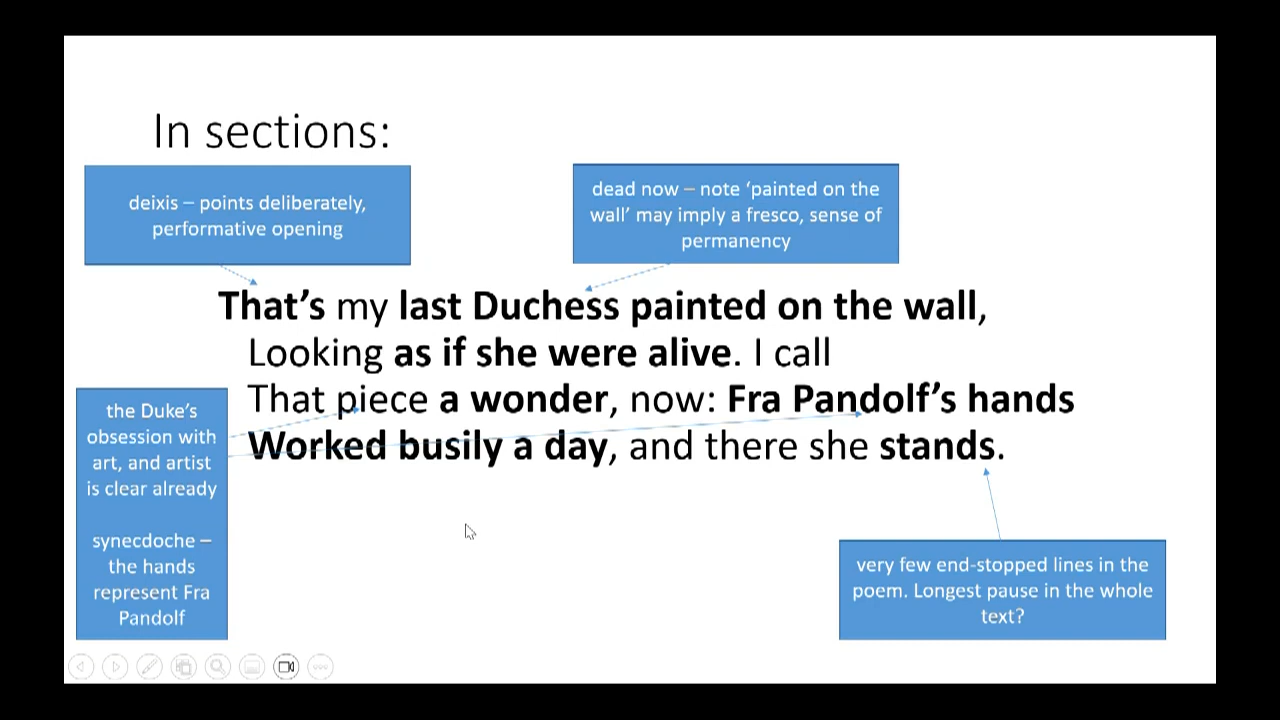 In sections:
deixis – points deliberately,
performative opening
dead now – note ‘painted on the
wall’ may imply a fresco, sense of
permanency
That’s my last Duchess painted on the wall,
Looking as if she were alive. I call
That piece a wonder, now: Fra Pandolf’s hands
Worked busily a day, and there she stands.
the Duke’s
obsession with
art, and artist
is clear already
synecdoche –
the hands
represent Fra
Pandolf
very few end-stopped lines in the
poem. Longest pause in the whole
text?